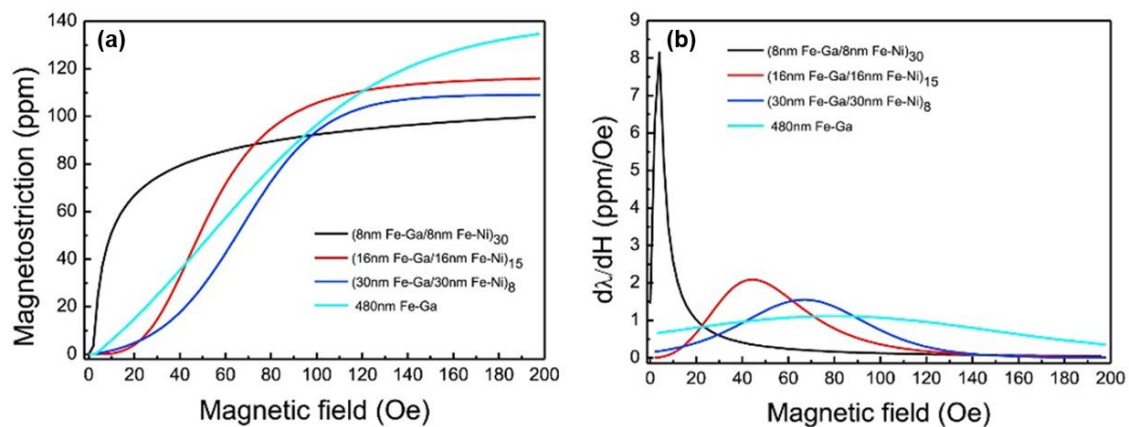 (a)
Magnetostriction (ppm)
140
120
100
80
60
40
20
0
(8nm Fe-Ga/8nm Fe-Ni)30
(16nm Fe-Ga/16nm Fe-Ni)15
(30nm Fe-Ga/30nm Fe-Ni)8
480nm Fe-Ga
0 20 40 60 80 100 120 140 160 180 200
Magnetic field (Oe)
(b)
dλ/dH (ppm/Oe)
9
8
7
6
5
4
3
2
1
0
(8nm Fe-Ga/8nm Fe-Ni)30
(16nm Fe-Ga/16nm Fe-Ni)15
(30nm Fe-Ga/30nm Fe-Ni)8
480nm Fe-Ga
0 20 40 60 80 100 120 140 160 180 200
Magnetic field (Oe)